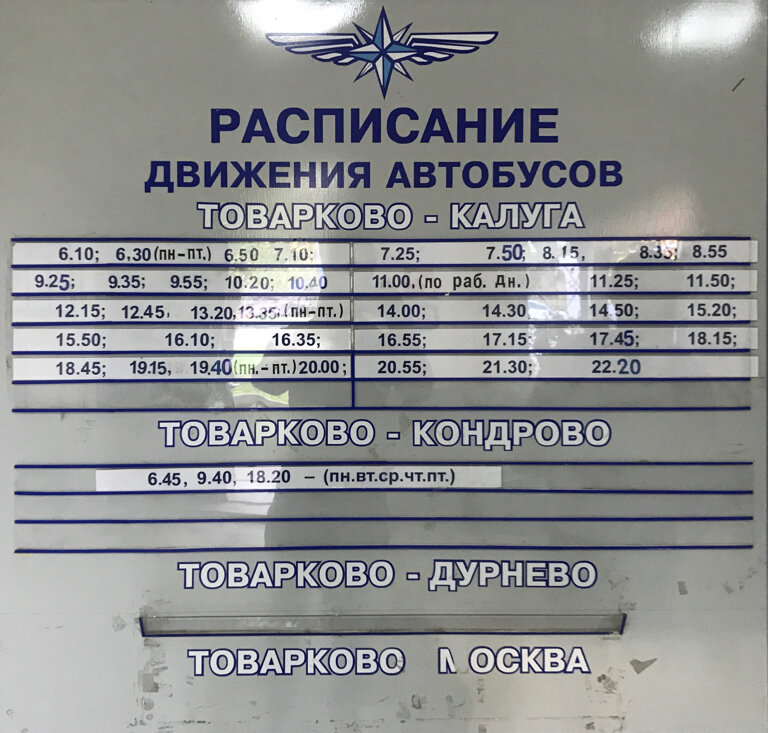 РАСПИСАНИЕ
ДВИЖЕНИЯ АВТОБУСОВ
ТОВАРКОВО - КАЛУГА
6.10; 6,30 (пн-пт.) 6.50 7.10; 7.25; 7.50; 8.15, 8.35; 8.55
9.25; 9.35; 9.55; 10.20; 10.40 11.00,(по раб. Дн.) 11.25; 11.50;
12.15; 12.45, 13.20,13.35,(пн-пт.) 14.00; 14.30, 14.50; 15.20;
15.50; 16.10; 16.35; 16.55; 17.15; 17.45; 18.15;
18.45; 19.15, 19.40(пн.-пт.) 20.00; 20.55; 21.30; 22.20
ТОВАРКОВО - КОНДРОВО
6.45, 9.40, 18.20 – (пн.вт.ср.чт.пт.)
ТОВАРКОВО - ДУРНЕВО
ТОВАРКОВО МОСКВА